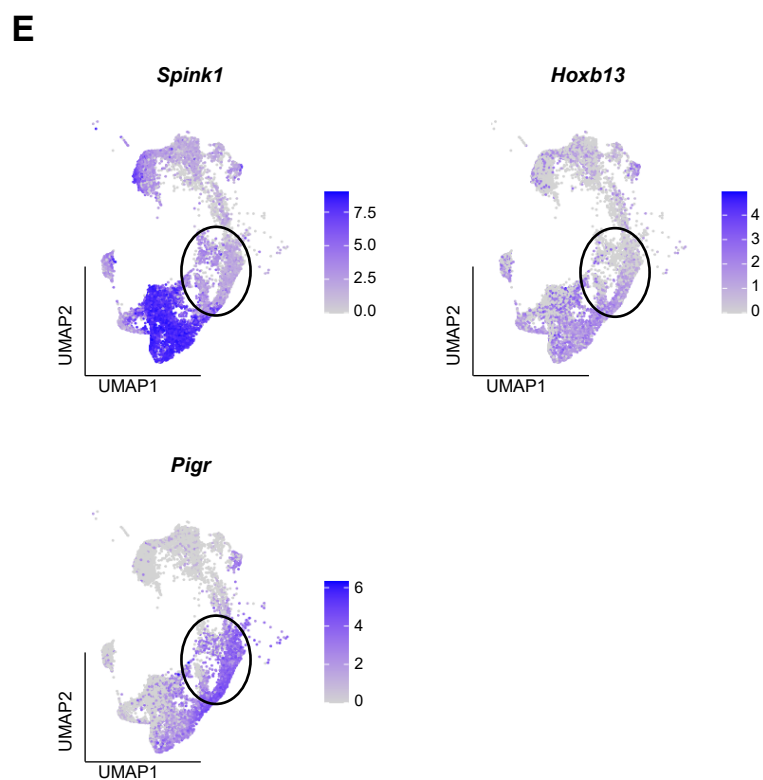 E
Spink1
Hoxb13
7.5
5.0
2.5
0.0
4
3
2
1
0
UMAP2
UMAP1
UMAP2
UMAP1
Pigr
6
4
2
0
UMAP2
UMAP1